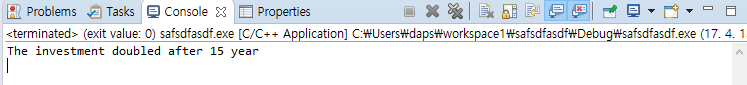 Problems Tasks Console Properties
<terminated> (exit value: 0) safsdfasdf.exe [C/C++ Application] C:₩Users₩daps₩workspace1₩safsdfasdf₩Debug₩safsdfasdf.exe (17. 4. 1
The investment doubled after 15 year